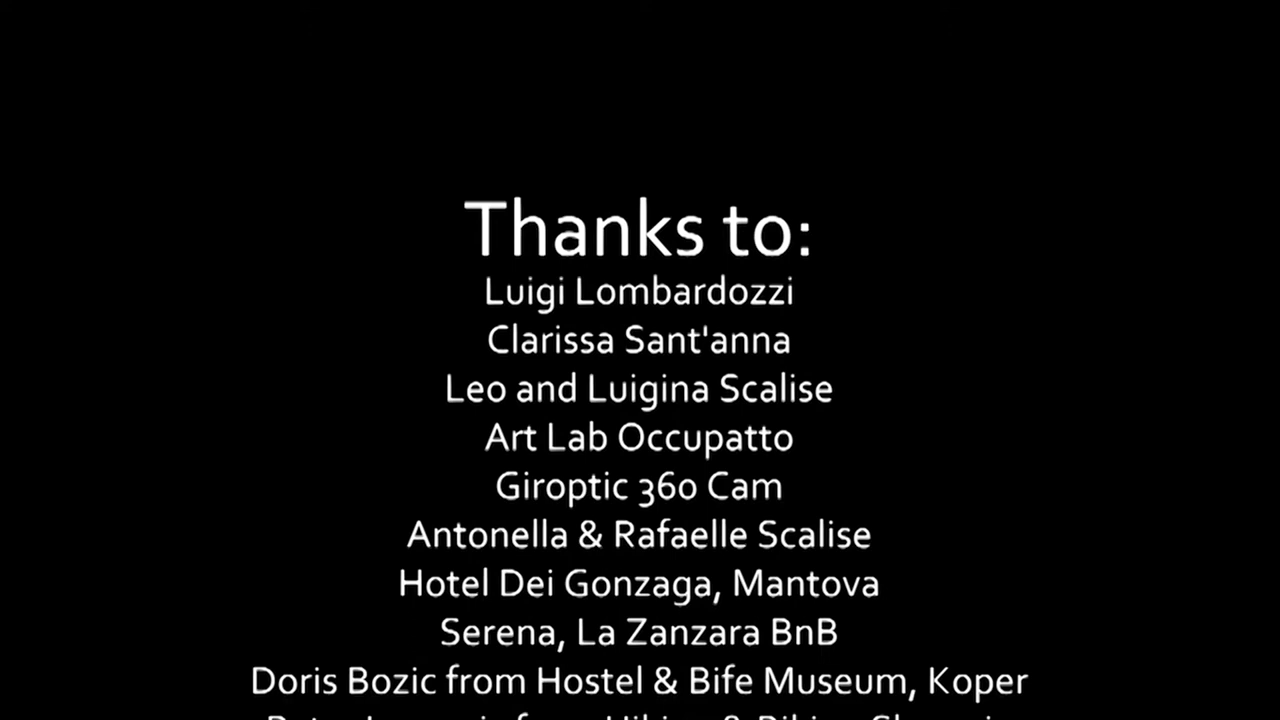 Thanks to:
Luigi Lombardozzi
Clarissa Sant'anna
Leo and Luigina Scalise
Art Lab Occupatto
Giroptic 360 Cam
Antonella & Rafaelle Scalise
Hotel Dei Gonzaga, Mantova
Serena, La Zanzara BnB
Doris Bozic from Hostel & Bife Museum, Koper